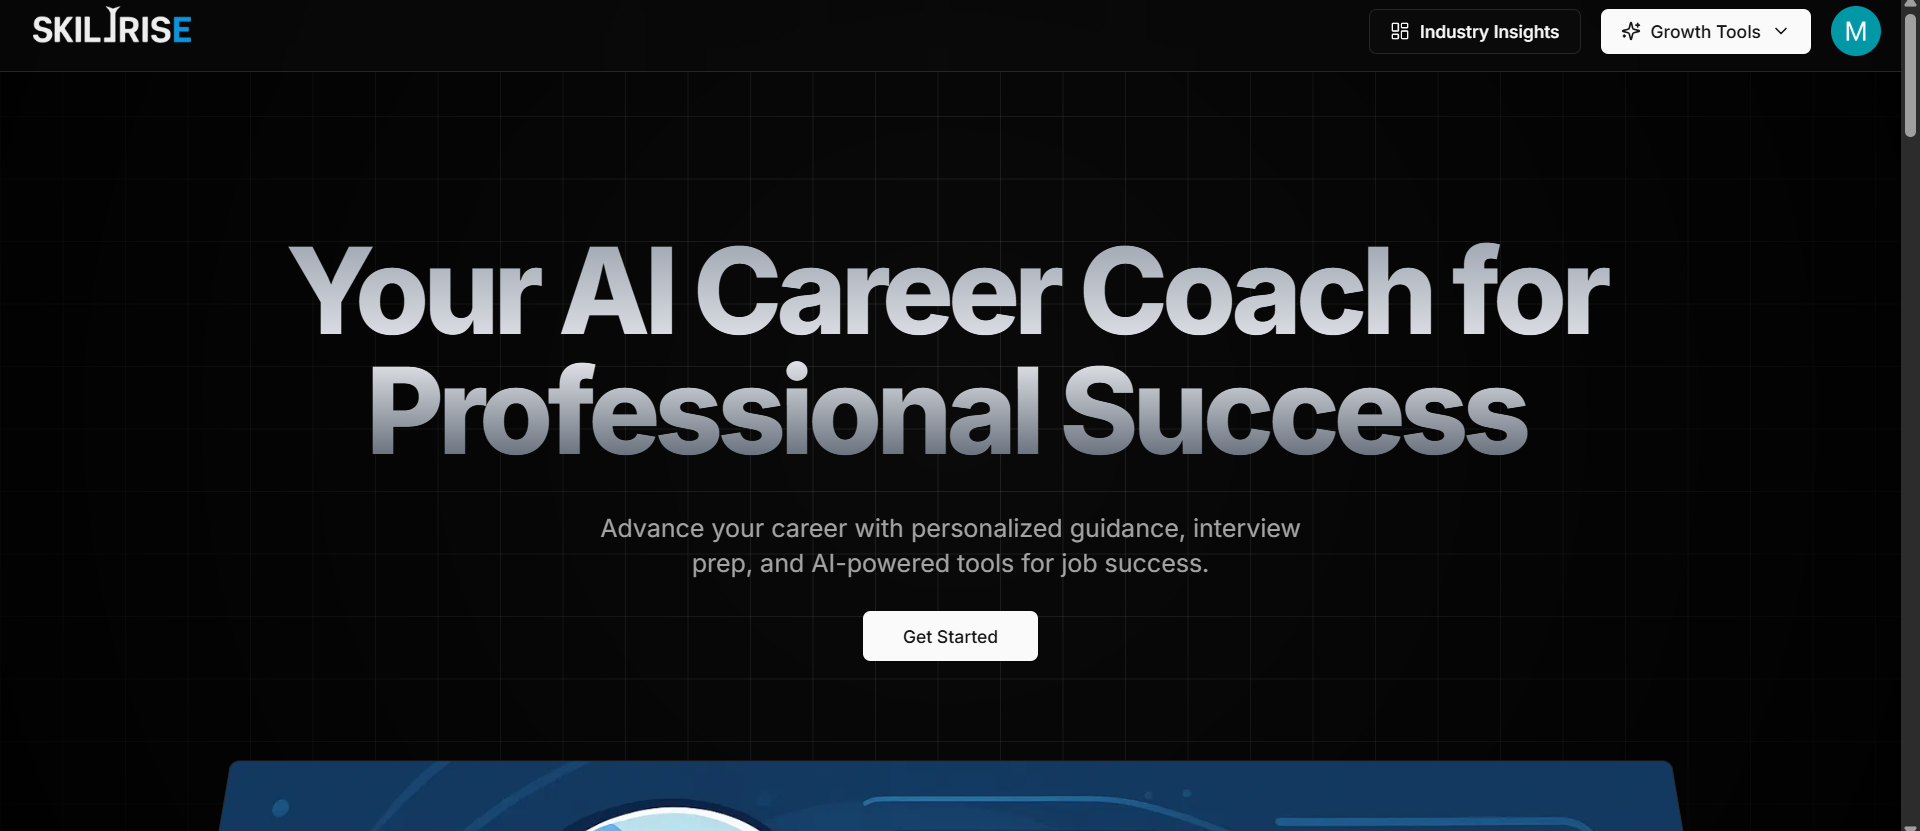 SKILLRISE
Industry Insights
Growth Tools
M
Your AI Career Coach for
Professional Success
Advance your career with personalized guidance, interview
prep, and AI-powered tools for job success.
Get Started